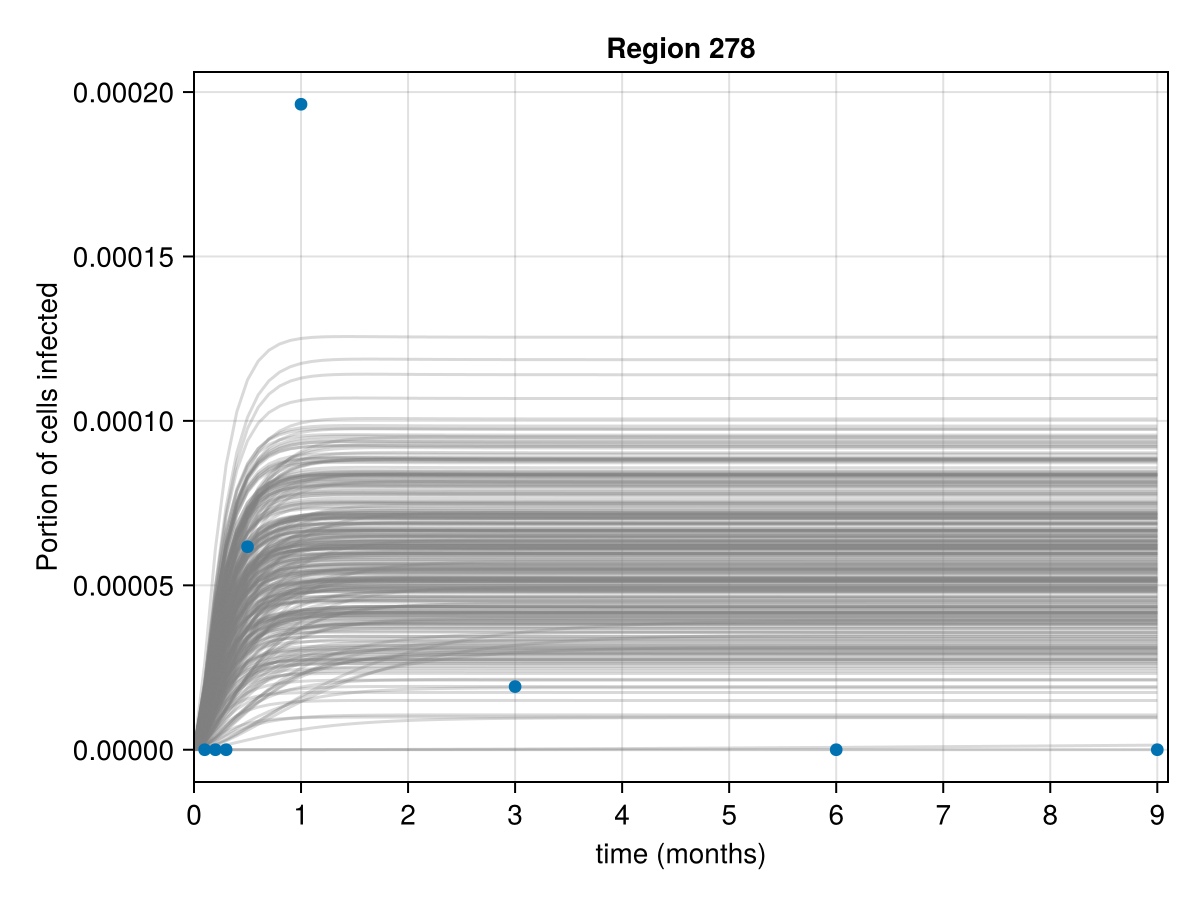 Region 278
Portion of cells infected
0.00020
0.00015
0.00010
0.00005
0.00000
0 1 2 3 4 5 6 7 8 9
time (months)